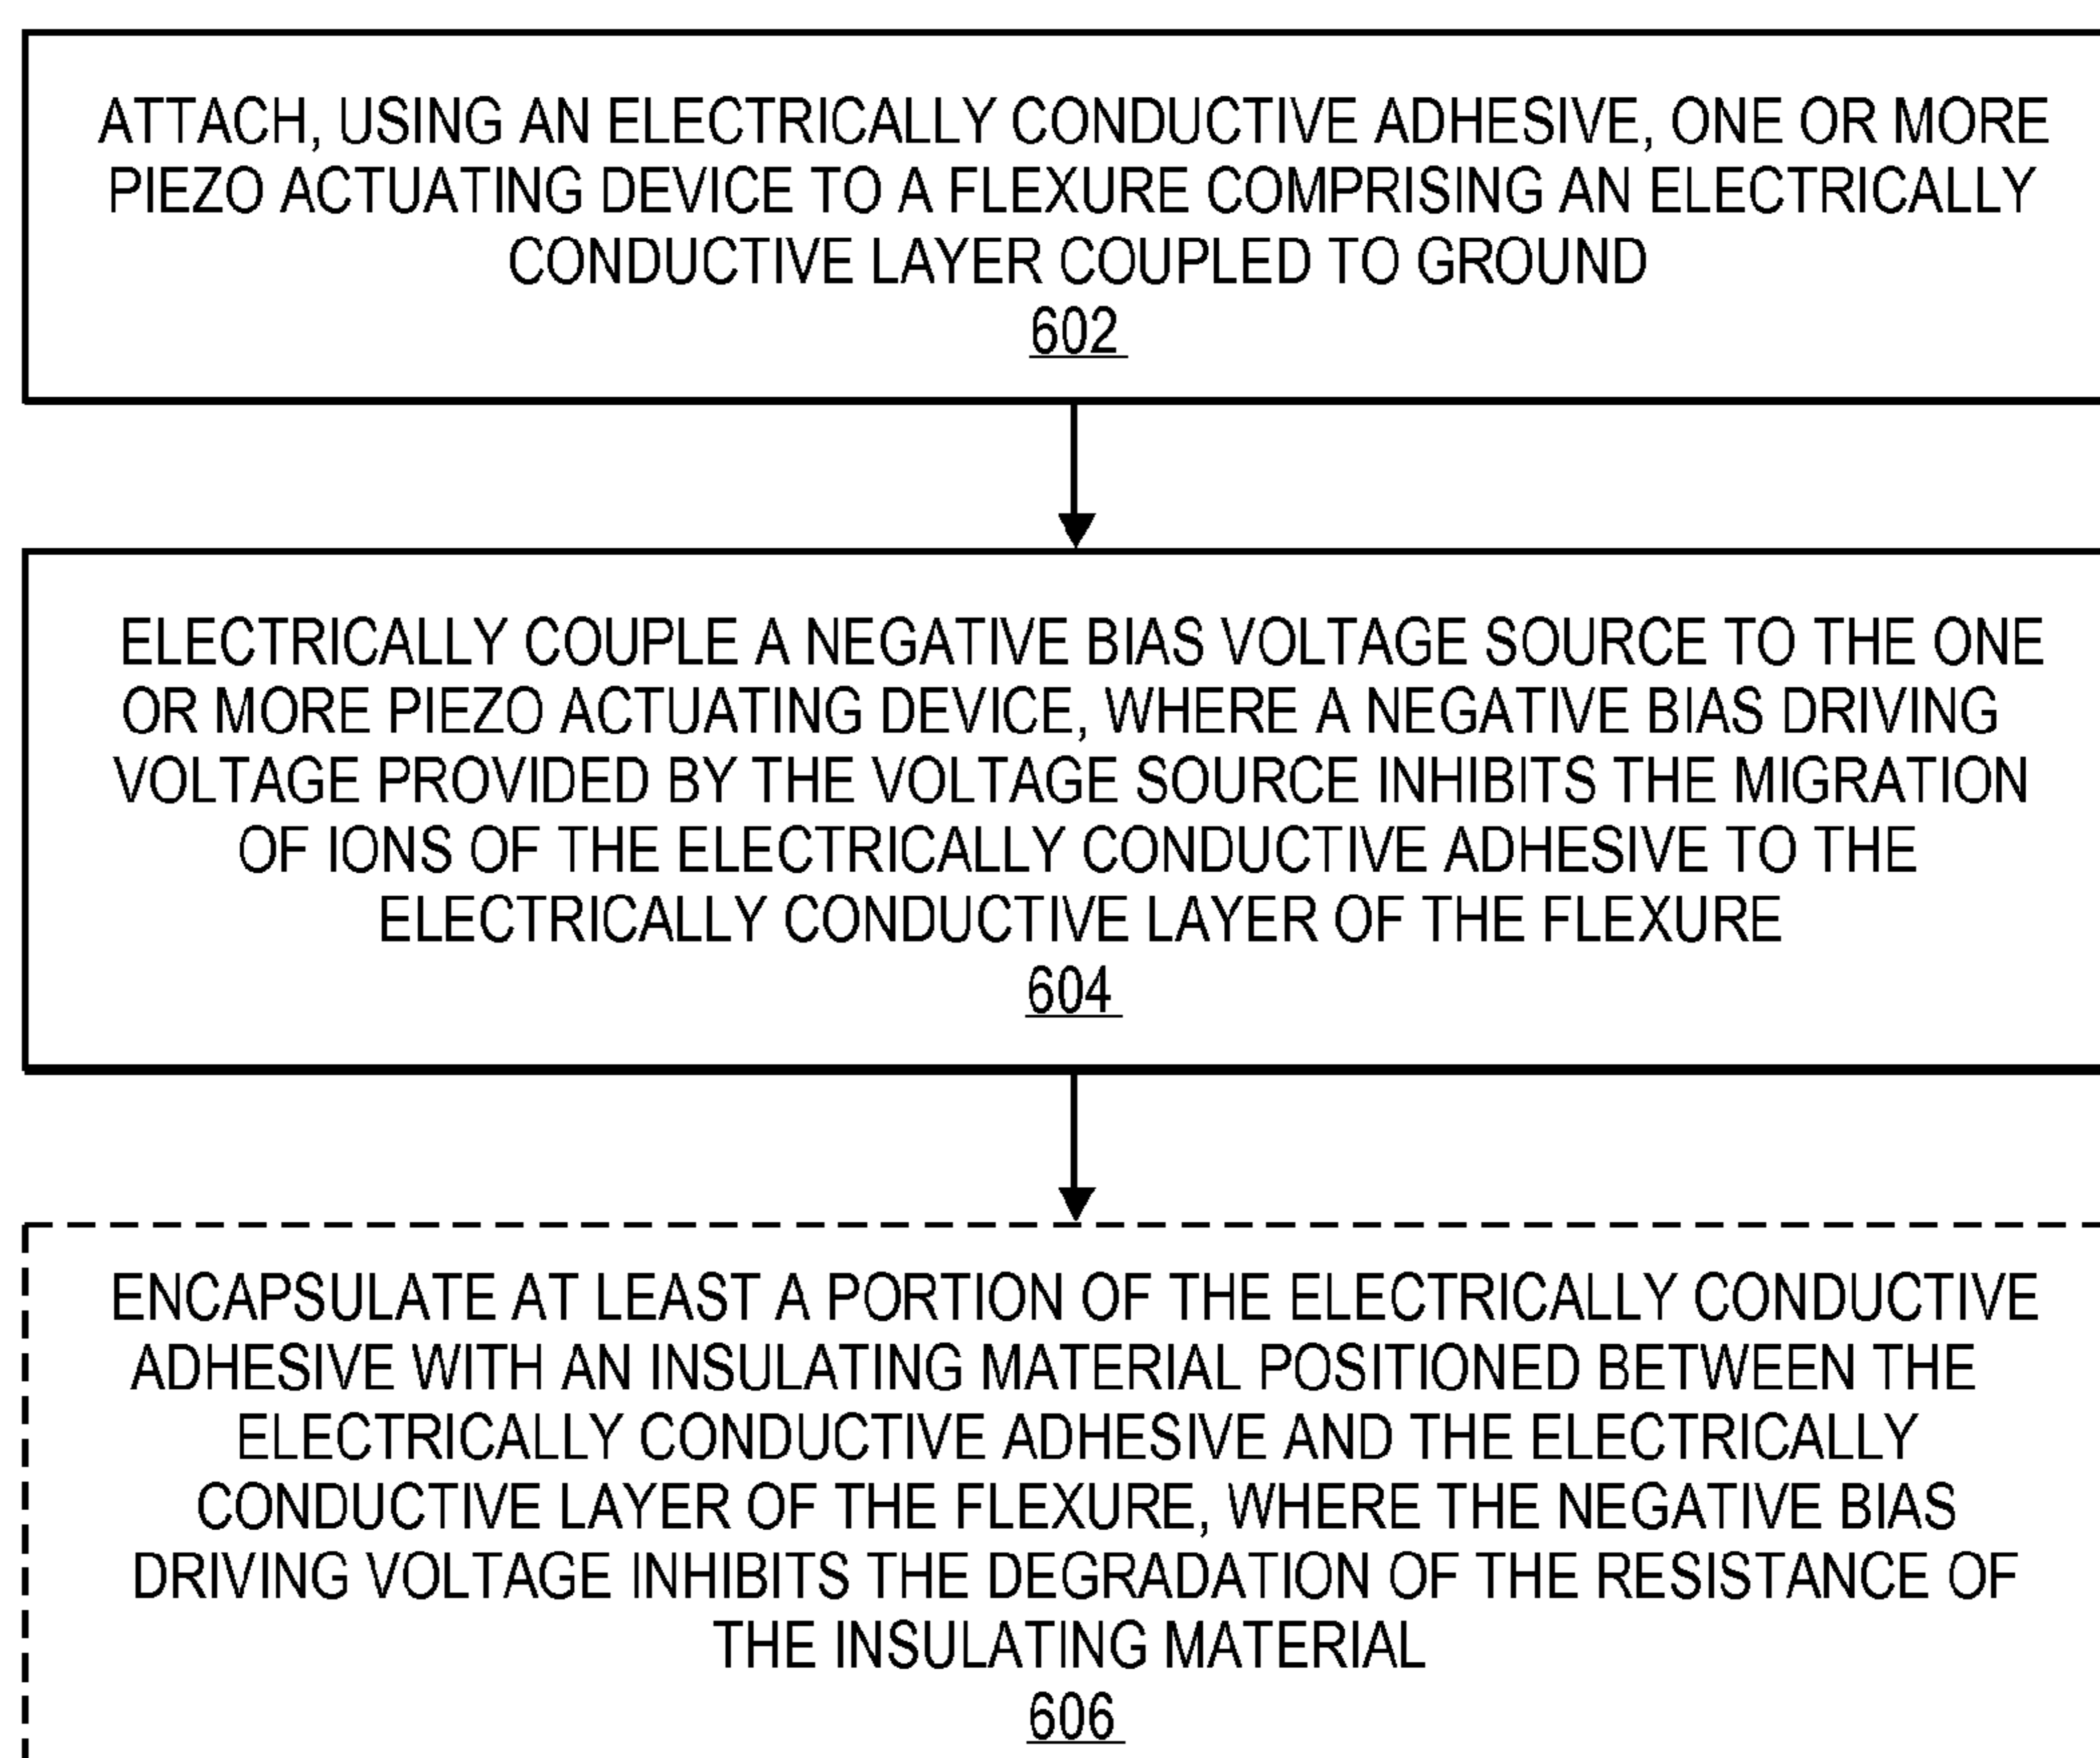 ATTACH, USING AN ELECTRICALLY CONDUCTIVE ADHESIVE, ONE OR MORE
PIEZO ACTUATING DEVICE TO A FLEXURE COMPRISING AN ELECTRICALLY
CONDUCTIVE LAYER COUPLED TO GROUND
602
ELECTRICALLY COUPLE A NEGATIVE BIAS VOLTAGE SOURCE TO THE ONE
OR MORE PIEZO ACTUATING DEVICE, WHERE A NEGATIVE BIAS DRIVING
VOLTAGE PROVIDED BY THE VOLTAGE SOURCE INHIBITS THE MIGRATION
OF IONS OF THE ELECTRICALLY CONDUCTIVE ADHESIVE TO THE
ELECTRICALLY CONDUCTIVE LAYER OF THE FLEXURE
604
ENCAPSULATE AT LEAST A PORTION OF THE ELECTRICALLY CONDUCTIVE
ADHESIVE WITH AN INSULATING MATERIAL POSITIONED BETWEEN THE
ELECTRICALLY CONDUCTIVE ADHESIVE AND THE ELECTRICALLY
CONDUCTIVE LAYER OF THE FLEXURE, WHERE THE NEGATIVE BIAS
DRIVING VOLTAGE INHIBITS THE DEGRADATION OF THE RESISTANCE OF
THE INSULATING MATERIAL
606